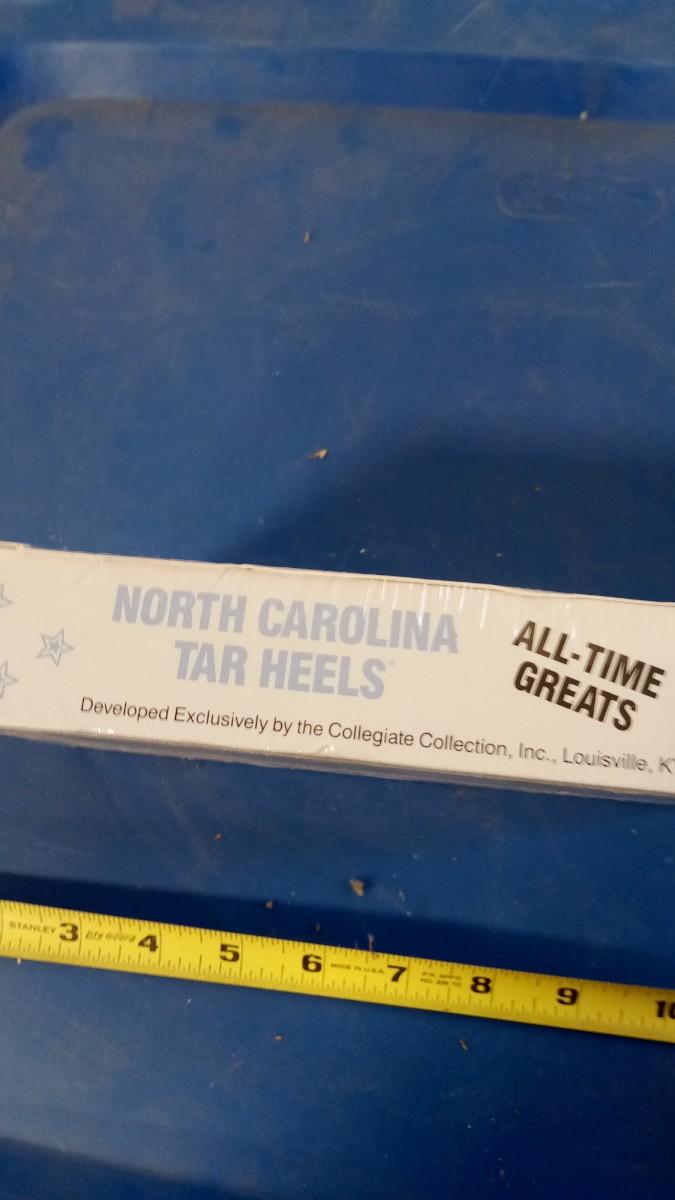 NORTH CAROLINA
TAR HEELS
ALL-TIME
GREATS
Developed Exclusively by the Collegiate Collection, Inc., Louisville, K
STANLEY 3 4 5 6 MADE IN U.S.A. 7 8 9 10